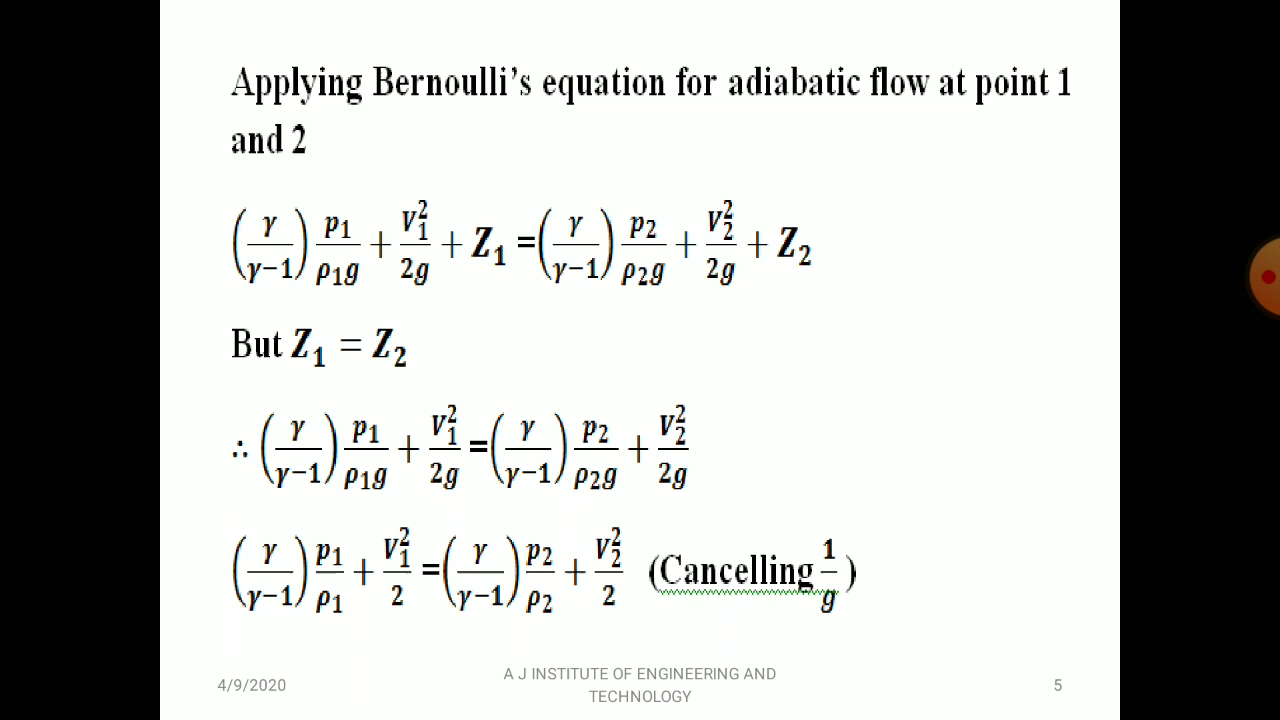 Applying Bernoulli's equation for adiabatic flow at point 1
and 2
(γ/γ−1) p₁/ρ₁g + V₁²/2g + Z₁ =(γ/γ−1) p₂/ρ₂g + V₂²/2g + Z₂
But Z₁ = Z₂
∴ (γ/γ−1) p₁/ρ₁g + V₁²/2g =(γ/γ−1) p₂/ρ₂g + V₂²/2g
(γ/γ−1) p₁/ρ₁ + V₁²/2 =(γ/γ−1) p₂/ρ₂ + V₂²/2 (Cancelling 1/g )
4/9/2020
A J INSTITUTE OF ENGINEERING AND
TECHNOLOGY
5